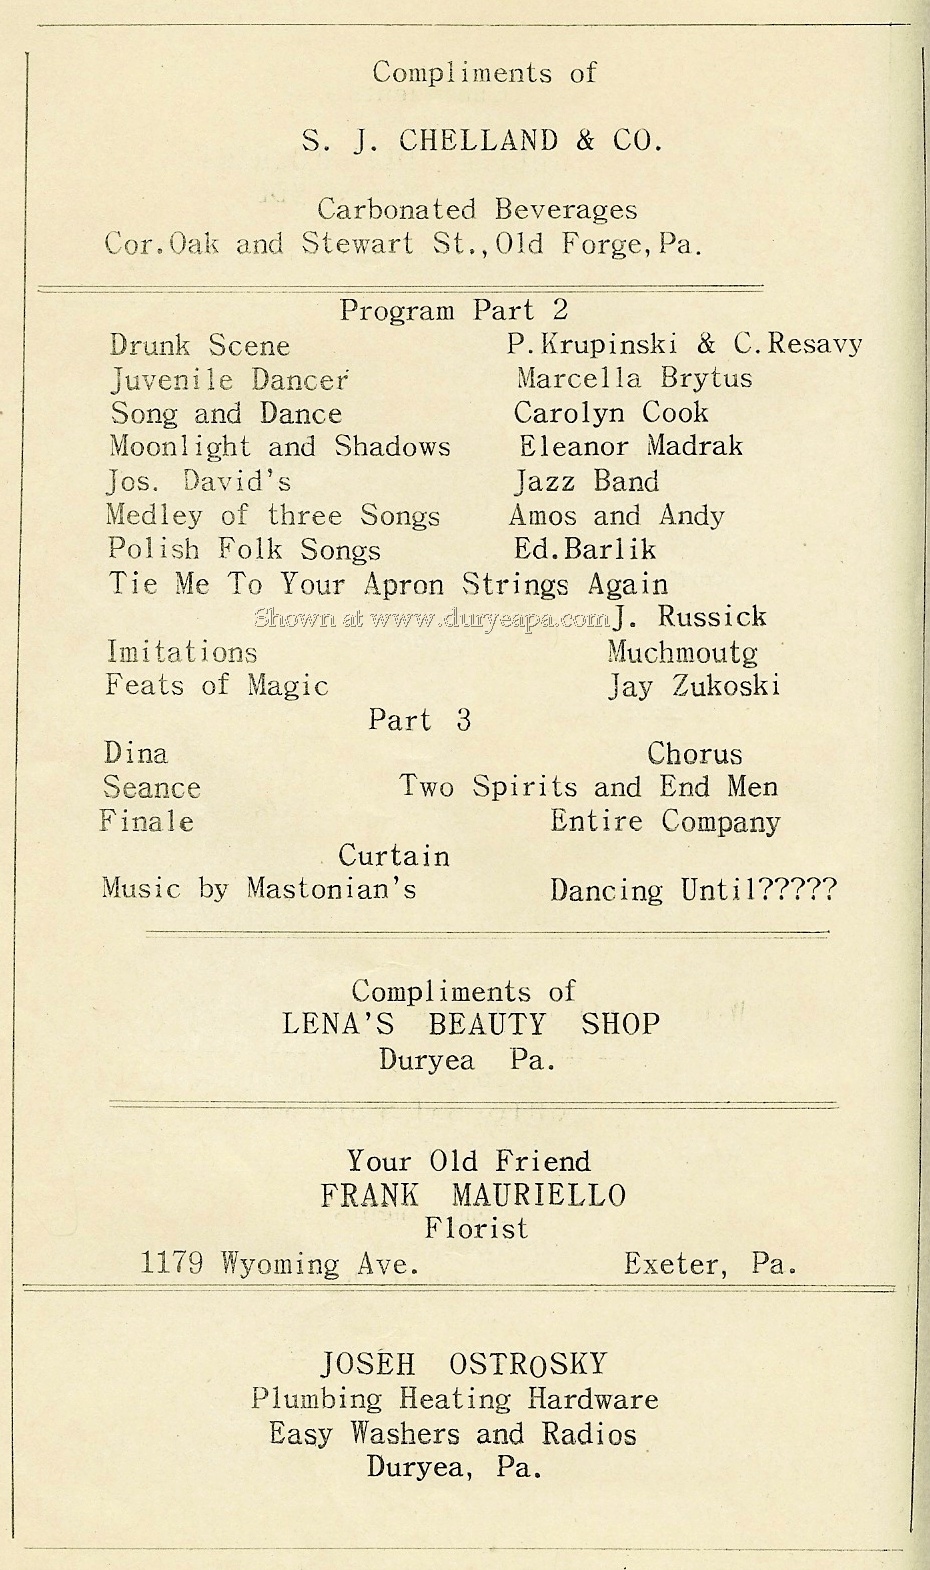 Compliments of
S. J. CHELLAND & CO.
Carbonated Beverages
Cor.Oak and Stewart St.,Old Forge,Pa.
Program Part 2
Drunk Scene P.Krupinski & C.Resavy
Juvenile Dancer Marcella Brytus
Song and Dance Carolyn Cook
Moonlight and Shadows Eleanor Madrak
Jos. David's Jazz Band
Medley of three Songs Amos and Andy
Polish Folk Songs Ed.Barlik
Tie Me To Your Apron Strings Again
Shown at www.duryeapa.com J. Russick
Imitations Muchmoutg
Feats of Magic Jay Zukoski
Part 3
Dina Chorus
Seance Two Spirits and End Men
Finale Entire Company
Curtain
Music by Mastonian's Dancing Until?????
Compliments of
LENA'S BEAUTY SHOP
Duryea Pa.
Your Old Friend
FRANK MAURIELLO
Florist
1179 Wyoming Ave. Exeter, Pa.
JOSEH OSTROSKY
Plumbing Heating Hardware
Easy Washers and Radios
Duryea, Pa.